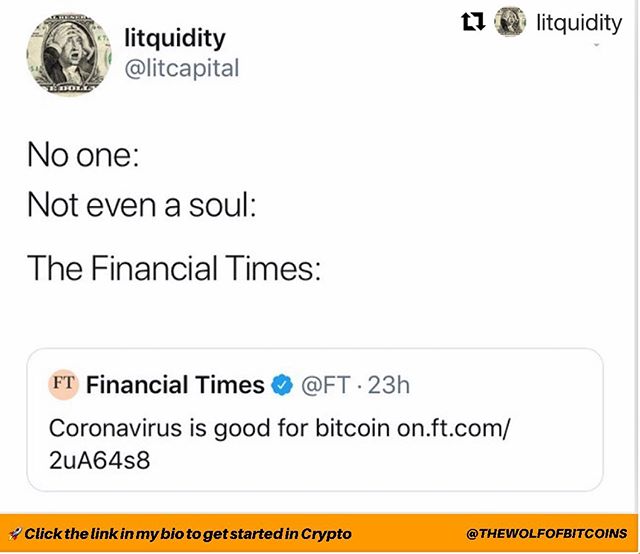 litquidity
@litcapital
litquidity
No one:
Not even a soul:
The Financial Times:
FT Financial Times @FT · 23h
Coronavirus is good for bitcoin on.ft.com/
2uA64s8
🚀 Click the link in my bio to get started in Crypto
@THEWOLFOFBITCOINS